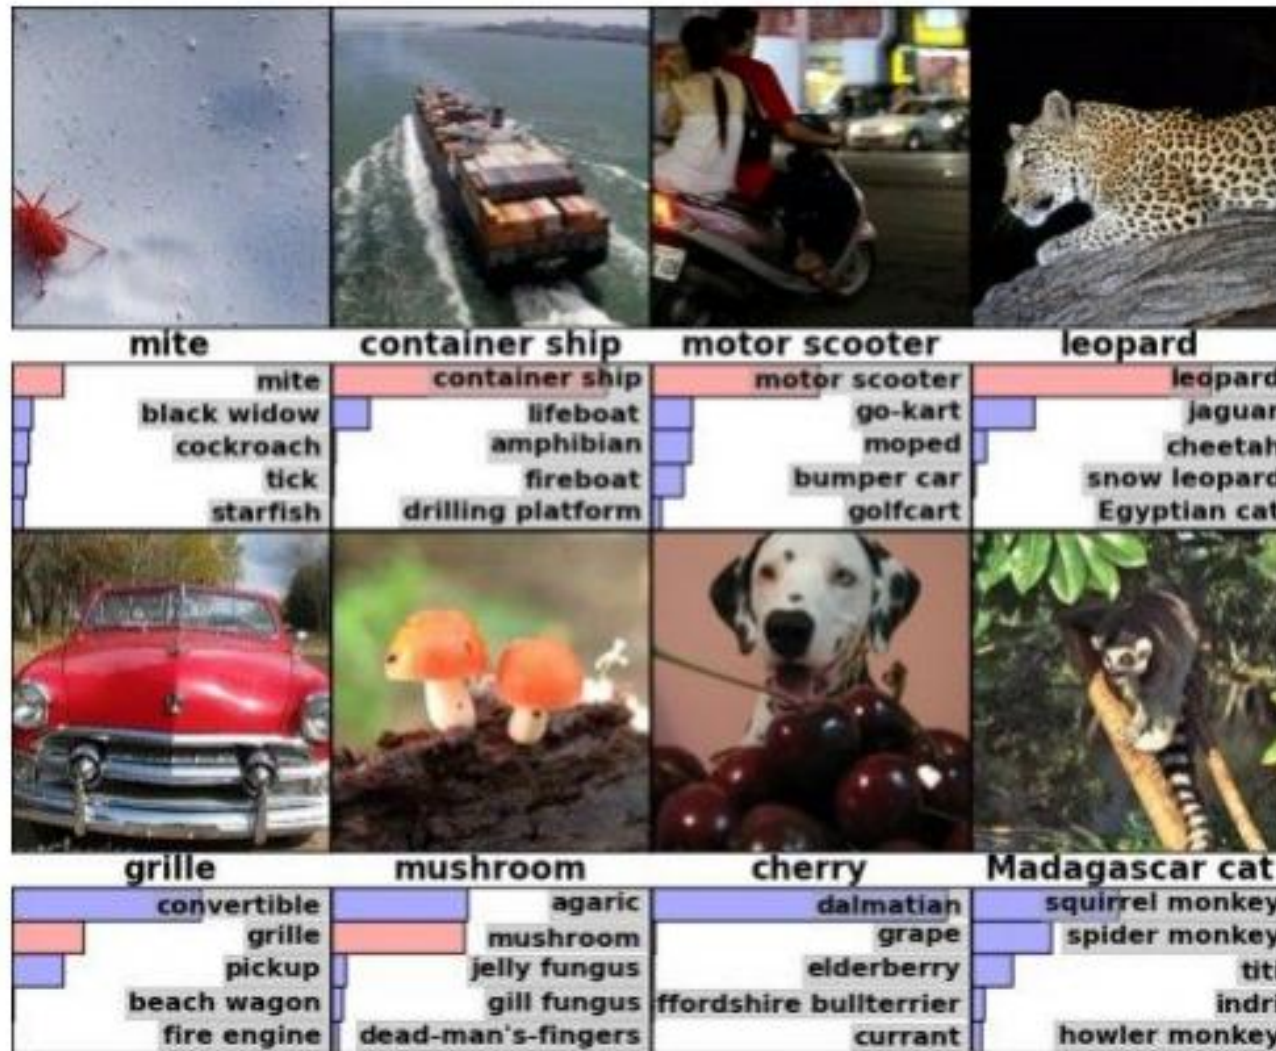 mite container ship motor scooter leopard
mite container ship motor scooter leopard
black widow lifeboat go-kart jaguar
cockroach amphibian moped cheetah
tick fireboat bumper car snow leopard
starfish drilling platform golfcart Egyptian cat
grille mushroom cherry Madagascar cat
convertible agaric dalmatian squirrel monkey
grille mushroom grape spider monkey
pickup jelly fungus elderberry titi
beach wagon gill fungus ffordshire bullterrier indri
fire engine dead-man's-fingers currant howler monkey